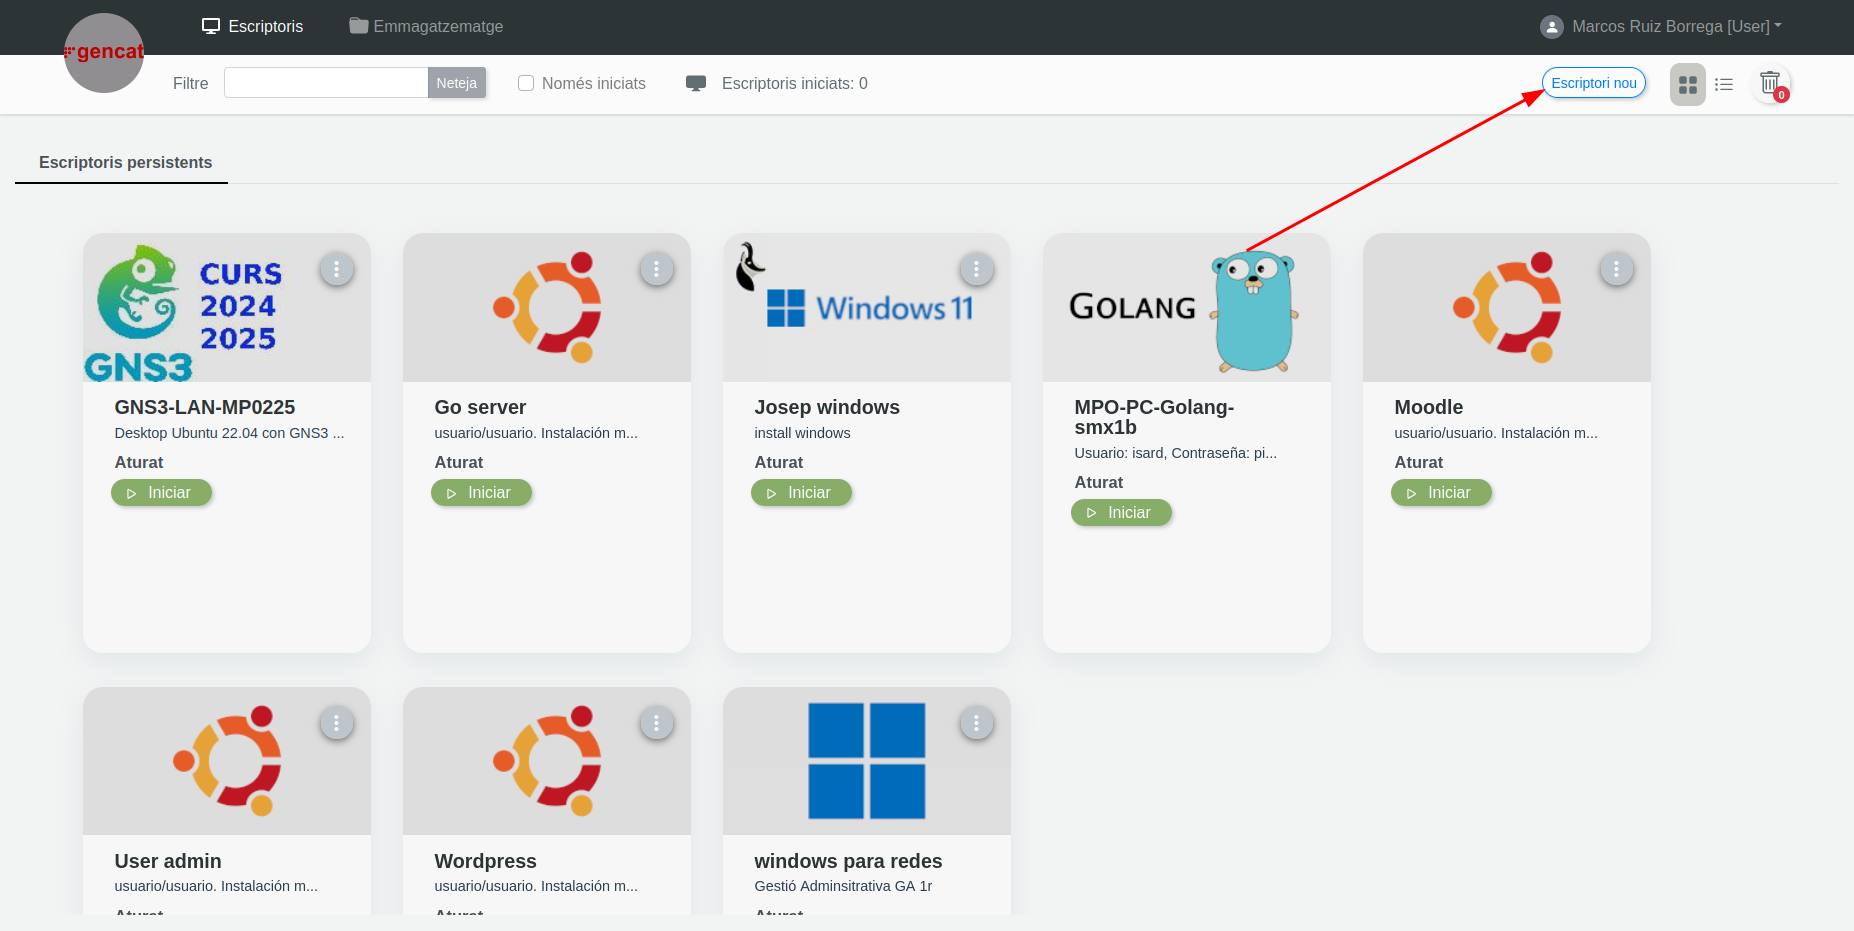 Escriptoris
Emmagatzematge
Marcos Ruiz Borrega [User]
gencat
Filtre
Neteja
Només iniciats
Escriptoris iniciats: 0
Escriptori nou
0
Escriptoris persistents
CURS
2024
2025
GNS3
Windows 11
GOLANG
GNS3-LAN-MP0225
Desktop Ubuntu 22.04 con GNS3 ...
Aturat
Iniciar
Go server
usuario/usuario. Instalación m...
Aturat
Iniciar
Josep windows
install windows
Aturat
Iniciar
MPO-PC-Golang-
smx1b
Usuario: isard, Contraseña: pi...
Aturat
Iniciar
Moodle
usuario/usuario. Instalación m...
Aturat
Iniciar
User admin
usuario/usuario. Instalación m...
Aturat
Wordpress
usuario/usuario. Instalación m...
Aturat
windows para redes
Gestió Adminsitrativa GA 1r
Aturat